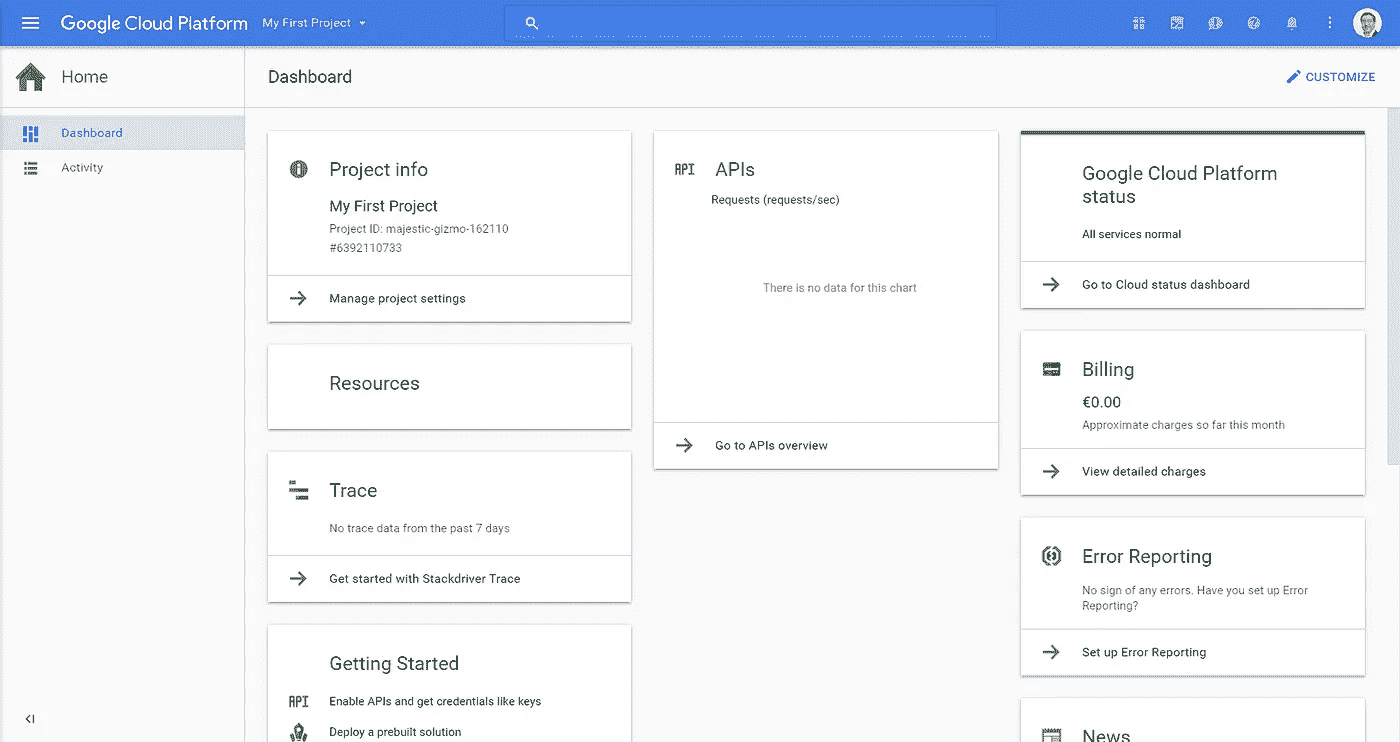 Google Cloud Platform
My First Project
Home
Dashboard
CUSTOMIZE
Dashboard
Activity
Project info
My First Project
Project ID: majestic-gizmo-162110
#6392110733
Manage project settings
Resources
Trace
No trace data from the past 7 days
Get started with Stackdriver Trace
Getting Started
API
Enable APIs and get credentials like keys
Deploy a prebuilt solution
API
APIs
Requests (requests/sec)
There is no data for this chart
Go to APIs overview
Google Cloud Platform
status
All services normal
Go to Cloud status dashboard
Billing
€0.00
Approximate charges so far this month
View detailed charges
Error Reporting
No sign of any errors. Have you set up Error
Reporting?
Set up Error Reporting
News